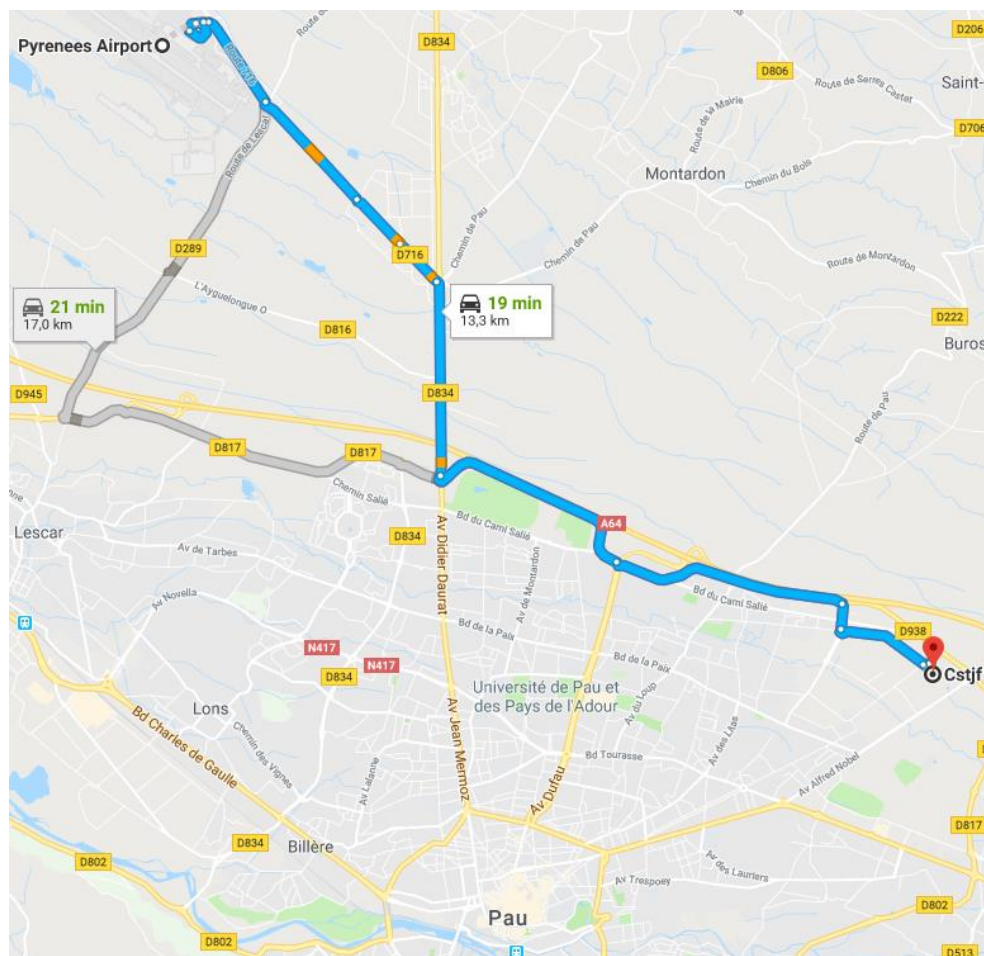 D206
Pyrenees Airport
D834
D806
Route de Serres Castet
Saint-
Route de la Mairie
D706
Route de Lescar
Montardon
Chemin du Bois
Chemin de Pau
D289
D716
Chemin de Pau
Route de Montardon
L'Ayguelongue O
21 min
17,0 km
19 min
13,3 km
D816
D222
Buros
D945
D834
Route de Pau
D817
D817
Chemin Salié
Lescar
Av Didier Daurat
Bd du Cami Salié
A64
D834
Av de Tarbes
Av de Montardon
Bd du Cami Salié
Av Novella
Bd de la Paix
D938
N417
N417
Bd de la Paix
Cstjf
D834
Université de Pau et
des Pays de l'Adour
Av du Loup
Lons
Av des Lilas
Bd Charles de Gaulle
Chemin des Vignes
Av Jean Mermoz
Bd Tourasse
Av Lalanne
Av Dufau
Av Alfred Nobel
D817
D834
Billère
D802
Av des Lauriers
Av Trespoey
D802
Pau
D802
D513